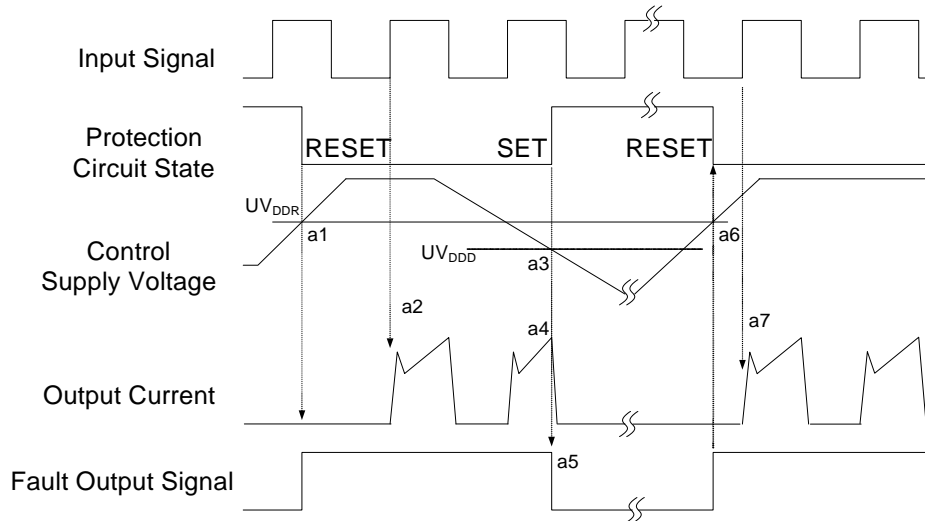 Input Signal
Protection
Circuit State
RESET
SET
RESET
UVDDR
a1
a6
Control
Supply Voltage
UVDDD
a3
a2
a4
a7
Output Current
a5
Fault Output Signal